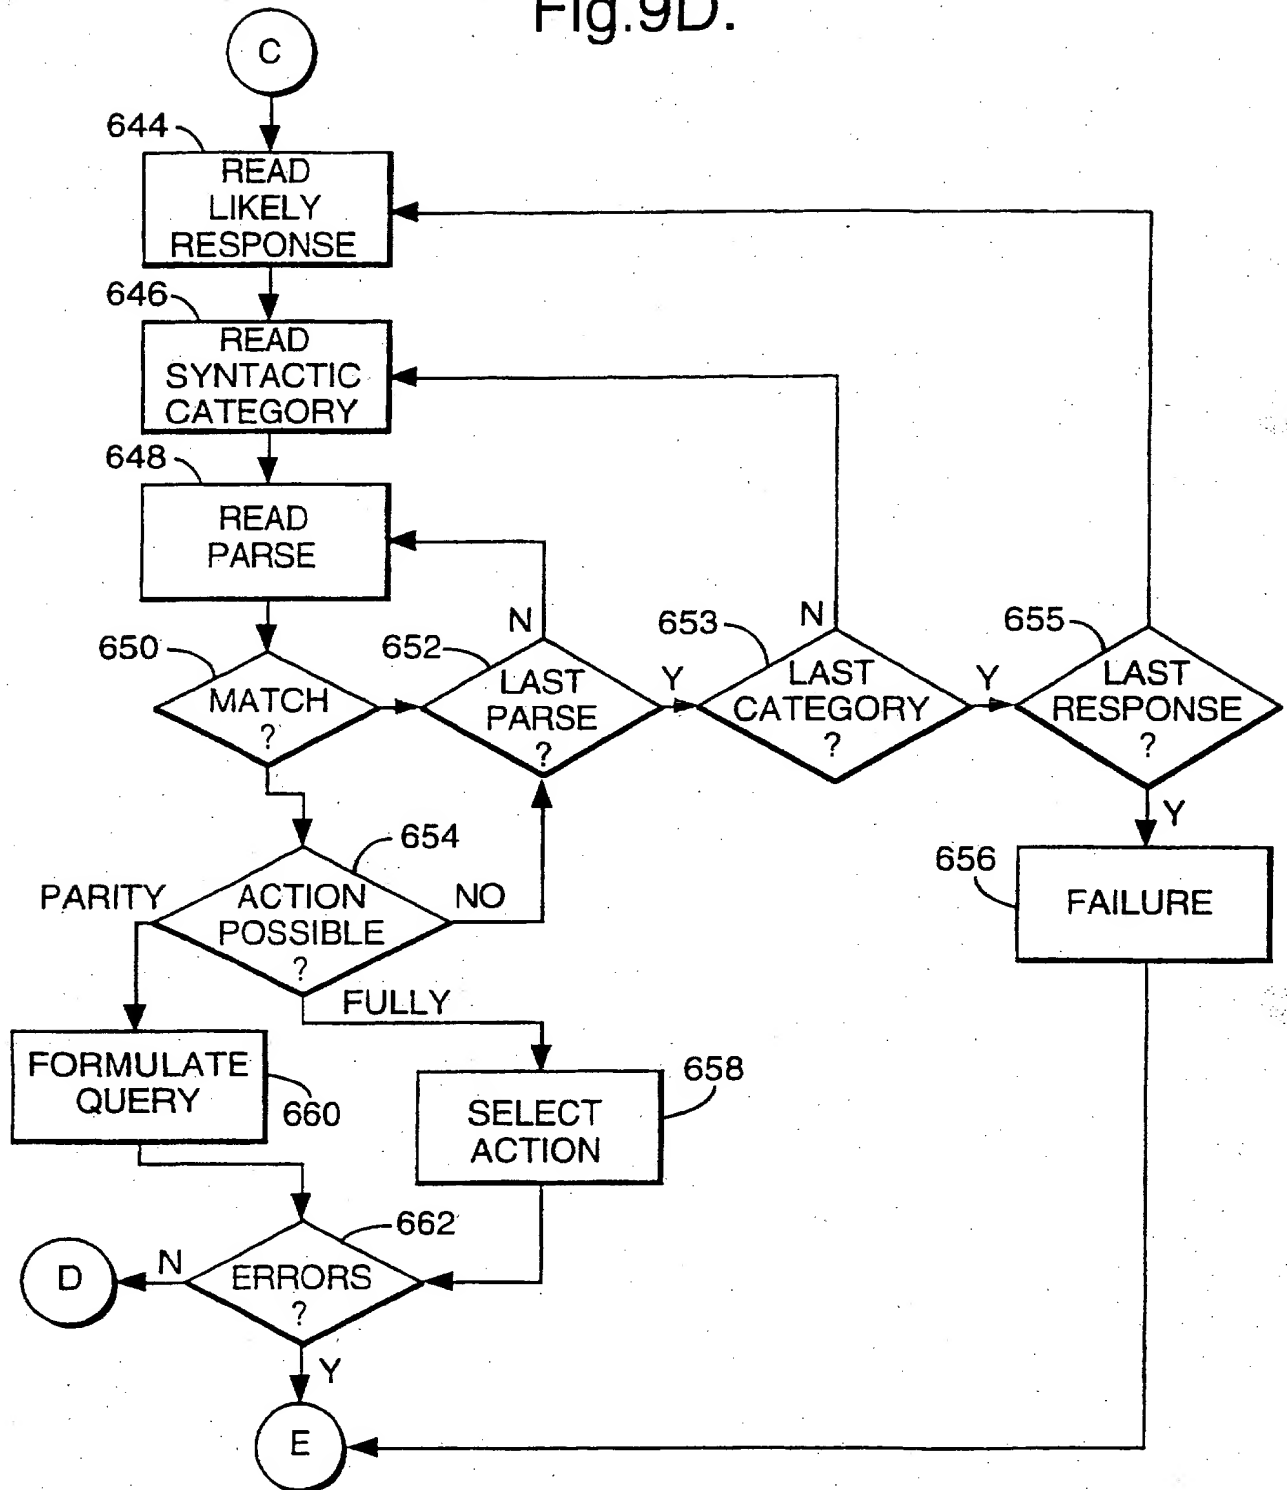 Fig.9D.
C
644
READ
LIKELY
RESPONSE
646
READ
SYNTACTIC
CATEGORY
648
READ
PARSE
N
N
650
MATCH
?
652
LAST
PARSE
?
Y
653
LAST
CATEGORY
?
Y
655
LAST
RESPONSE
?
Y
654
ACTION
POSSIBLE
?
PARITY
NO
FULLY
656
FAILURE
FORMULATE
QUERY
660
SELECT
ACTION
658
662
ERRORS
?
N
D
Y
E